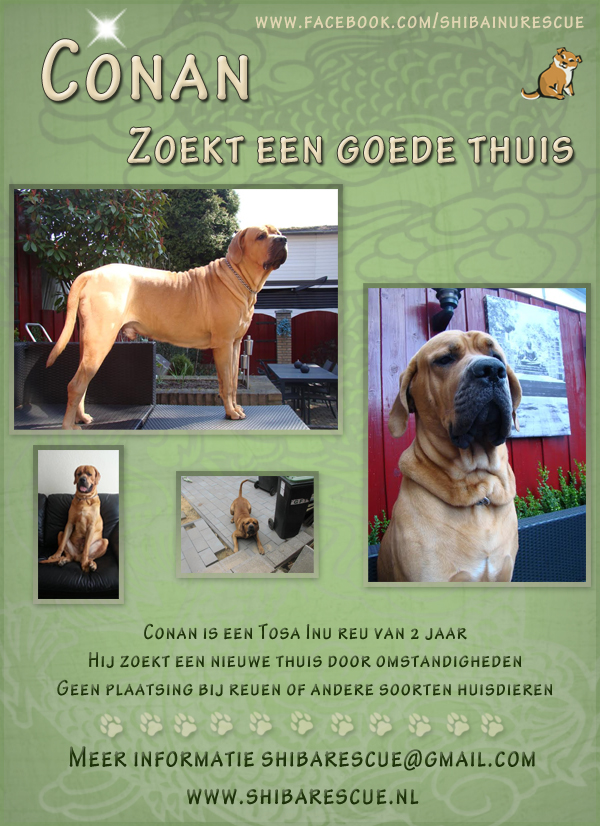 www.facebook.com/shibainurescue
Conan
Zoekt een goede thuis
Conan is een Tosa Inu reu van 2 jaar
Hij zoekt een nieuwe thuis door omstandigheden
Geen plaatsing bij reuen of andere soorten huisdieren
Meer informatie shibarescue@gmail.com
www.shibarescue.nl